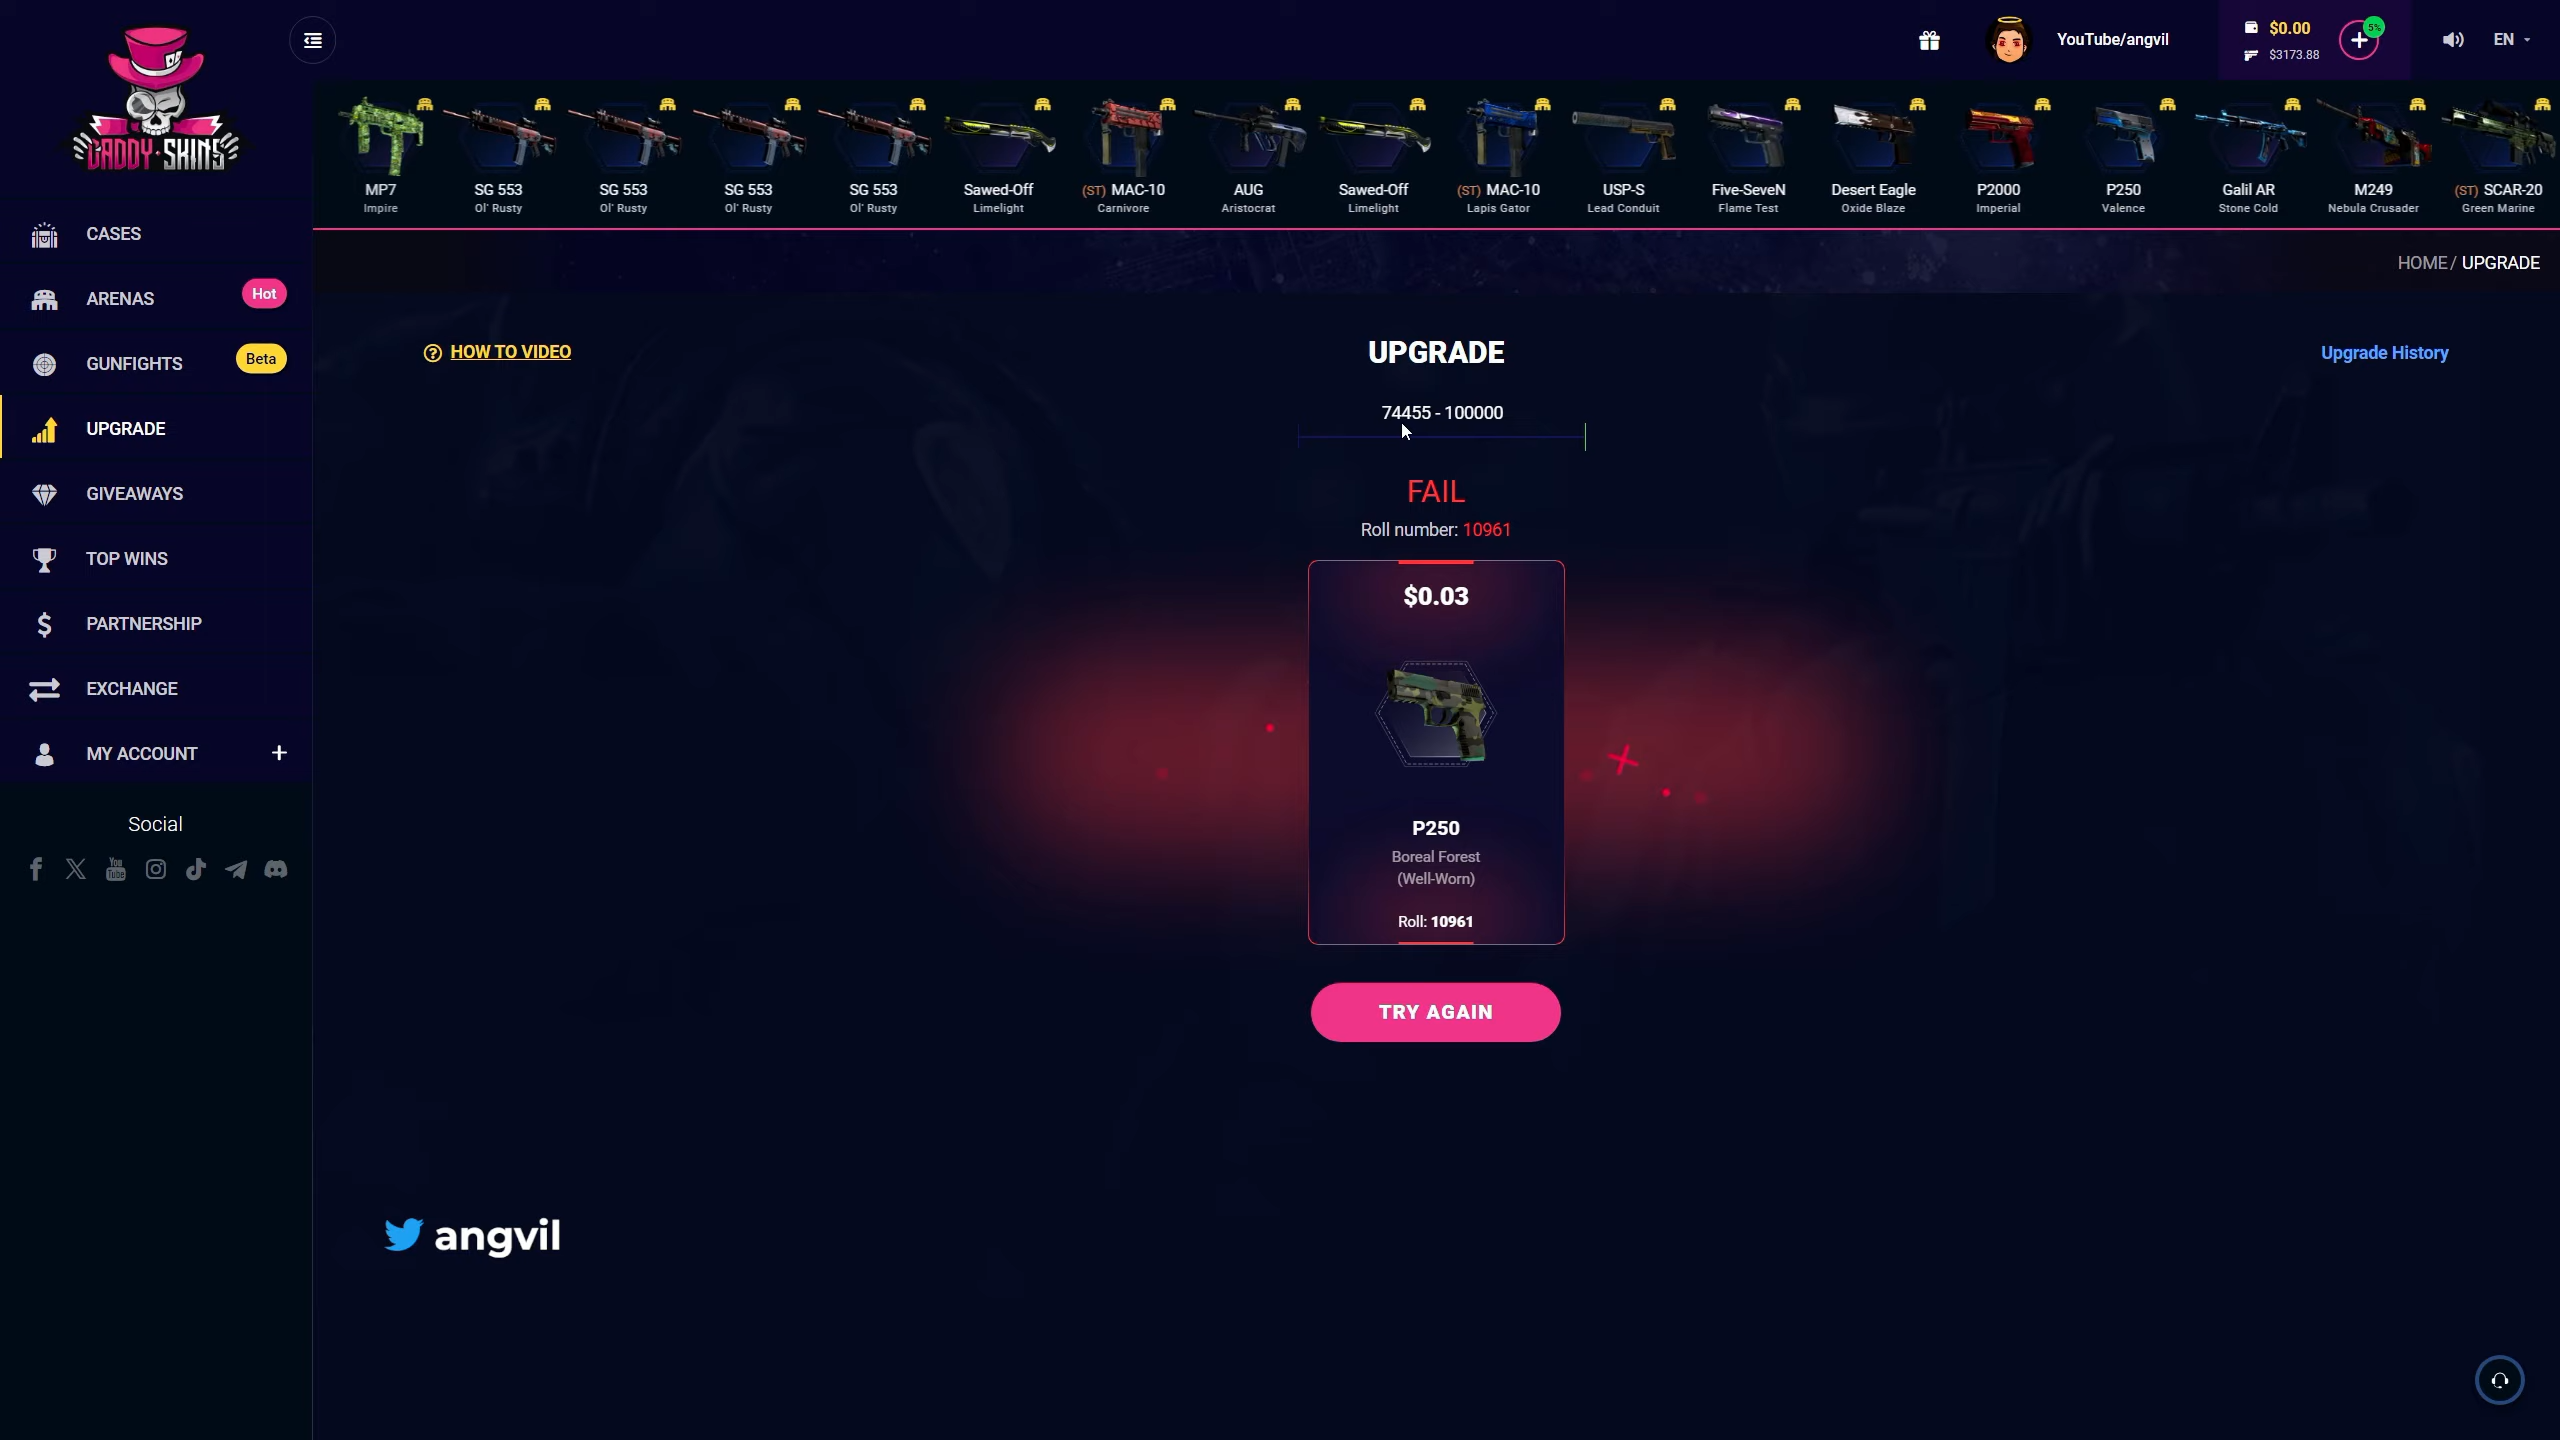 DADDY SKINS
YouTube/angvil
$0.00
$3173.88
5%
EN
MP7
Impire
SG 553
Ol' Rusty
SG 553
Ol' Rusty
SG 553
Ol' Rusty
SG 553
Ol' Rusty
Sawed-Off
Limelight
(ST) MAC-10
Carnivore
AUG
Aristocrat
Sawed-Off
Limelight
(ST) MAC-10
Lapis Gator
USP-S
Lead Conduit
Five-SeveN
Flame Test
Desert Eagle
Oxide Blaze
P2000
Imperial
P250
Valence
Galil AR
Stone Cold
M249
Nebula Crusader
(ST) SCAR-20
Green Marine
CASES
ARENAS Hot
GUNFIGHTS Beta
UPGRADE
GIVEAWAYS
TOP WINS
PARTNERSHIP
EXCHANGE
MY ACCOUNT +
Social
HOME / UPGRADE
HOW TO VIDEO
UPGRADE
Upgrade History
74455 - 100000
FAIL
Roll number: 10961
$0.03
P250
Boreal Forest
(Well-Worn)
Roll: 10961
TRY AGAIN
angvil